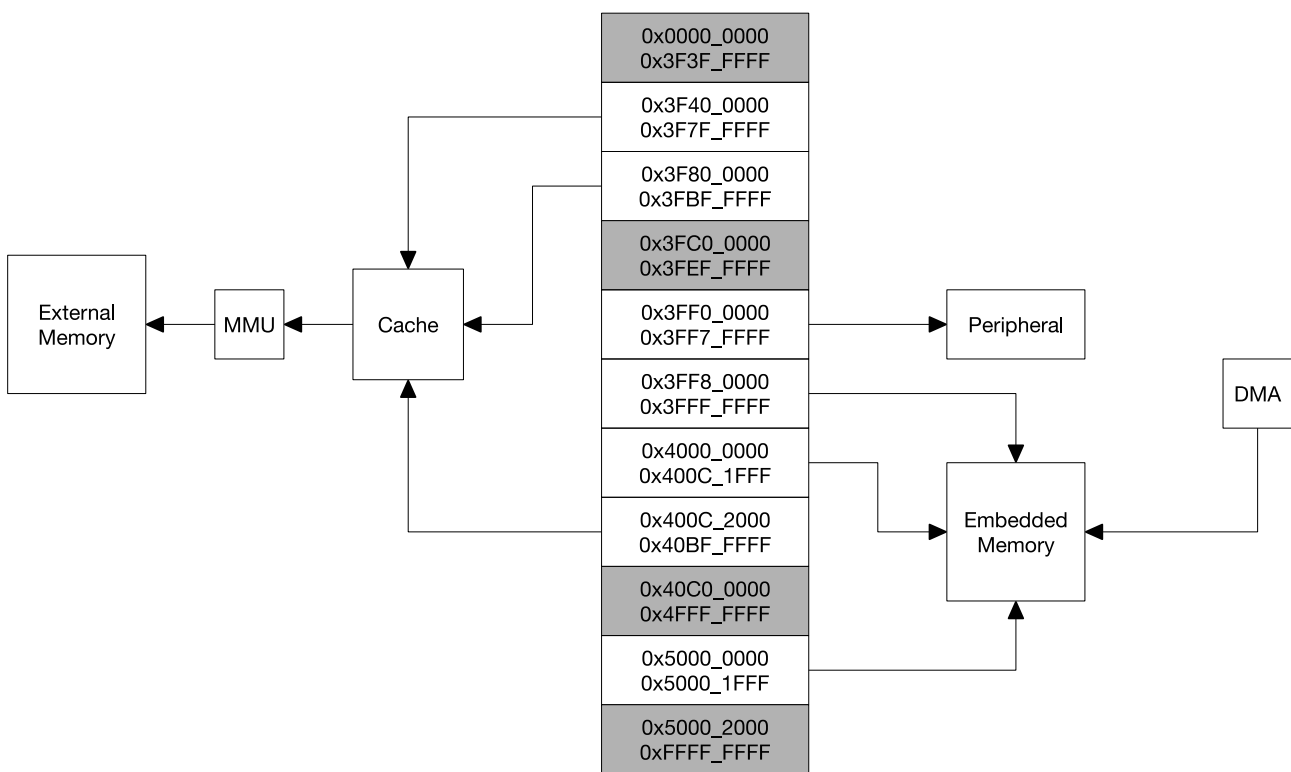 0x0000_0000
0x3F3F_FFFF
0x3F40_0000
0x3F7F_FFFF
0x3F80_0000
0x3FBF_FFFF
0x3FC0_0000
0x3FEF_FFFF
External
Memory
MMU
Cache
0x3FF0_0000
0x3FF7_FFFF
Peripheral
0x3FF8_0000
0x3FFF_FFFF
DMA
0x4000_0000
0x400C_1FFF
0x400C_2000
0x40BF_FFFF
Embedded
Memory
0x40C0_0000
0x4FFF_FFFF
0x5000_0000
0x5000_1FFF
0x5000_2000
0xFFFF_FFFF